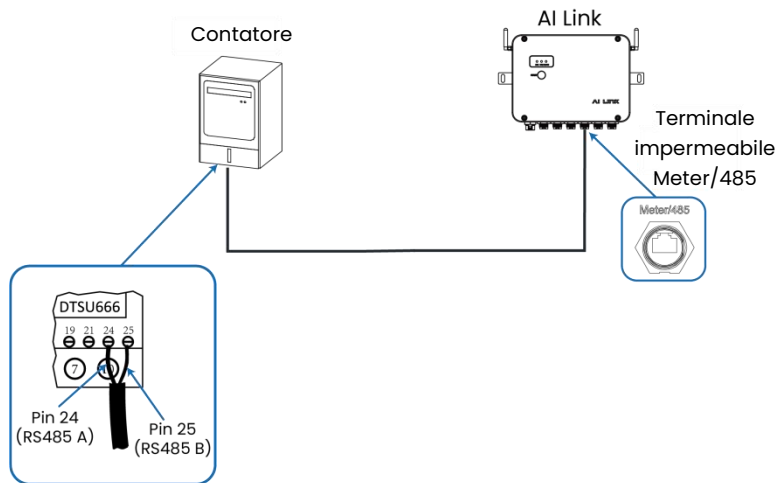 Contatore
AI Link
AI LINK
Terminale
impermeabile
Meter/485
Meter/485
DTSU666
19 21 24 25
7
Pin 24
(RS485 A)
Pin 25
(RS485 B)